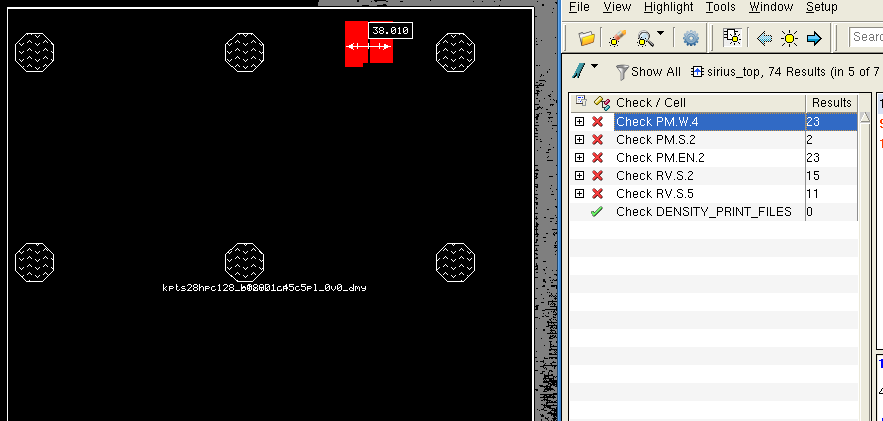 38.010
File View Highlight Tools Window Setup
Show All sirius_top, 74 Results (in 5 of 7
Check / Cell Results
Check PM.W.4 23
Check PM.S.2 2
Check PM.EN.2 23
Check RV.S.2 15
Check RV.S.5 11
Check DENSITY_PRINT_FILES 0